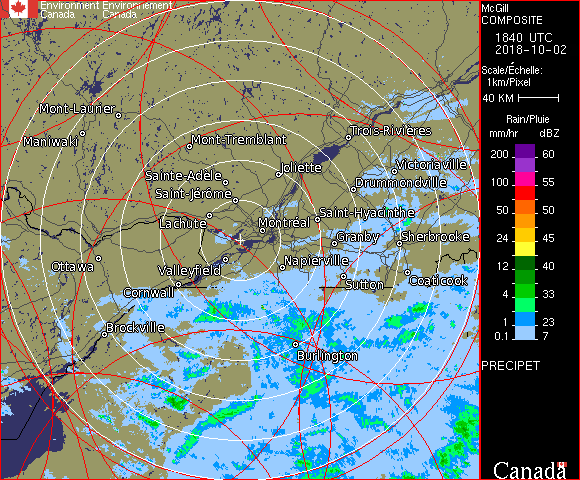 Environment Environnement
Canada Canada
McGill
COMPOSITE
1840 UTC
2018-10-02
Scale/Échelle:
1km/Pixel
40 KM
Rain/Pluie
mm/hr dBZ
200 60
100 55
50 50
24 45
12 40
4 33
1 23
0.1 7
PRECIPET
Canada
Mont-Laurier
Maniwaki
Mont-Tremblant
Trois-Rivières
Sainte-Adèle
Joliette
Victoriaville
Saint-Jérôme
Drummondville
Lachute
Montréal
Saint-Hyacinthe
Granby
Sherbrooke
Ottawa
Valleyfield
Napierville
Cornwall
Sutton
Coaticook
Brockville
Burlington